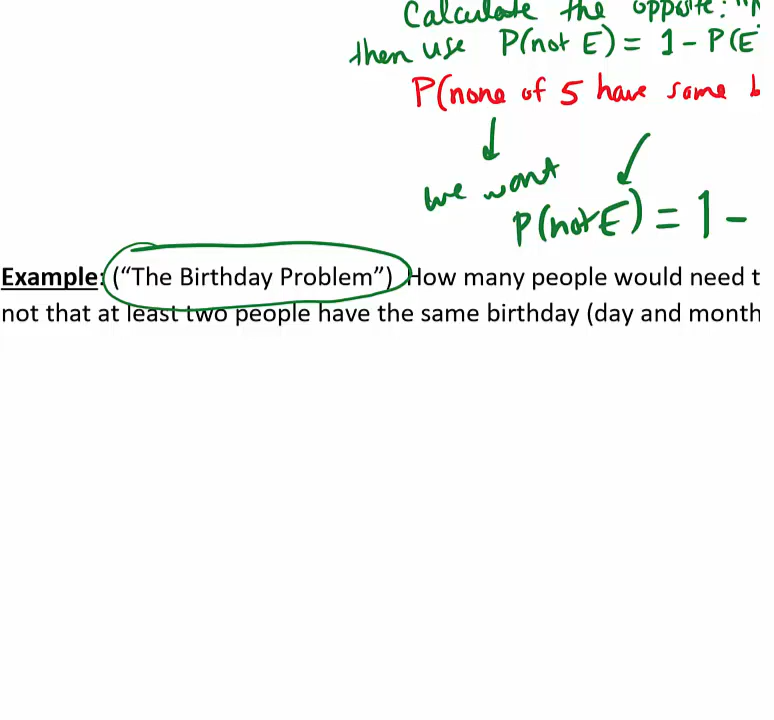 Calculate the opposite:
then use P(not E) = 1 - P(E
P(none of 5 have same b
we want
P(not E) = 1 -
Example: (“The Birthday Problem”) How many people would need t
not that at least two people have the same birthday (day and month